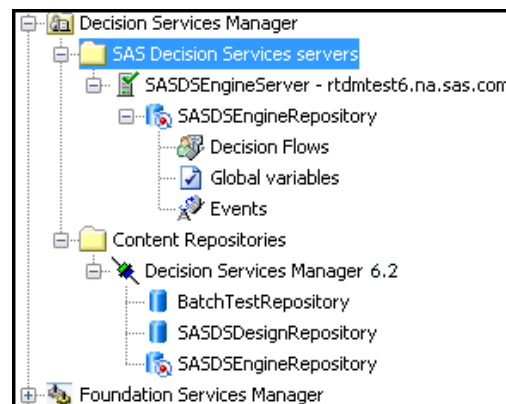 Decision Services Manager
SAS Decision Services servers
SASDSEngineServer - rtdmtest6.na.sas.com
SASDSEngineRepository
Decision Flows
Global variables
Events
Content Repositories
Decision Services Manager 6.2
BatchTestRepository
SASDSDesignRepository
SASDSEngineRepository
Foundation Services Manager